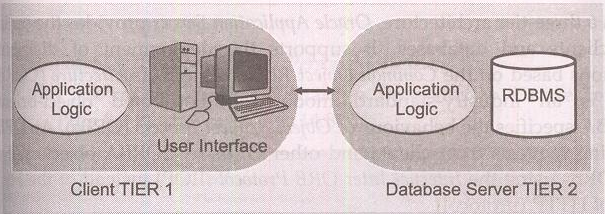 Application
Logic
User Interface
Application
Logic
RDBMS
Client TIER 1
Database Server TIER 2